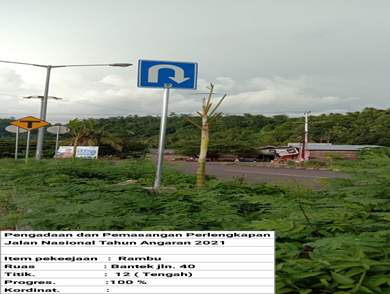 Pengadaan dan Pemasangan Perlengkapan
Jalan Nasional Tahun Angaran 2021
Item pekeejaan : Rambu
Ruas : Bantek jln. 40
Titik. : 12 ( Tengah)
Progres. :100 %
Kordinat. :